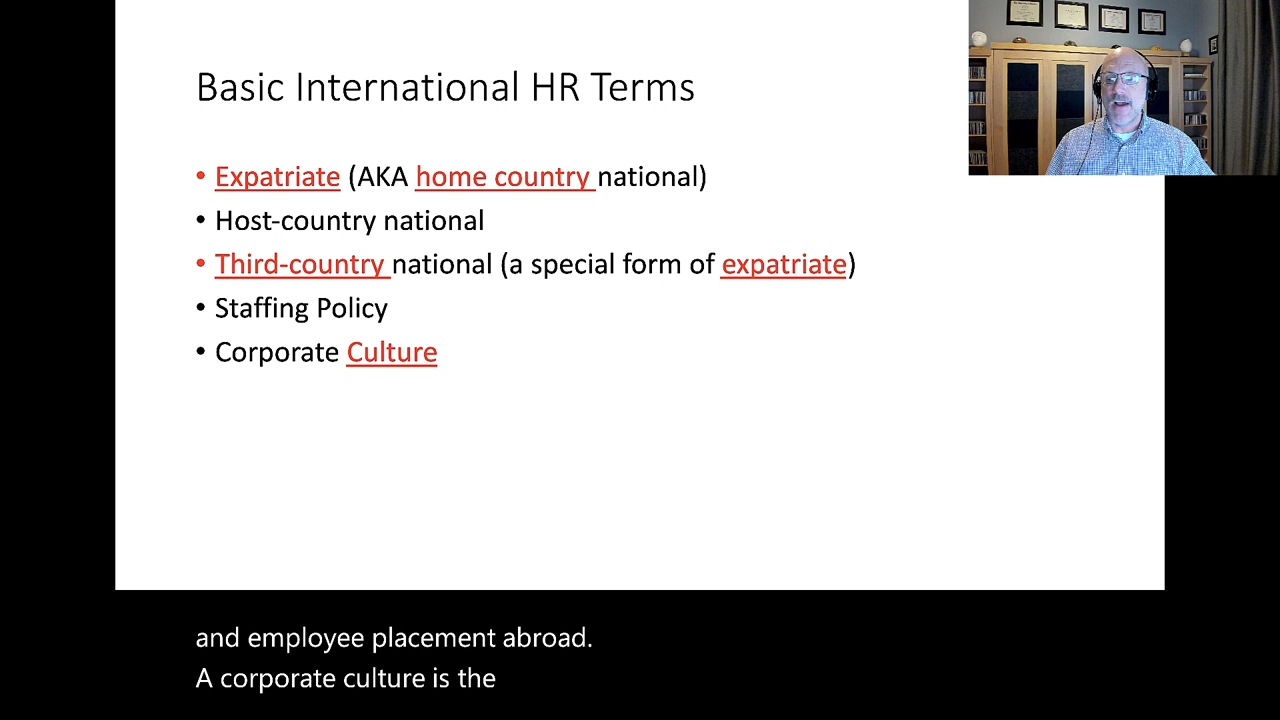 Basic International HR Terms
• Expatriate (AKA home country national)
• Host-country national
• Third-country national (a special form of expatriate)
• Staffing Policy
• Corporate Culture
and employee placement abroad.
A corporate culture is the